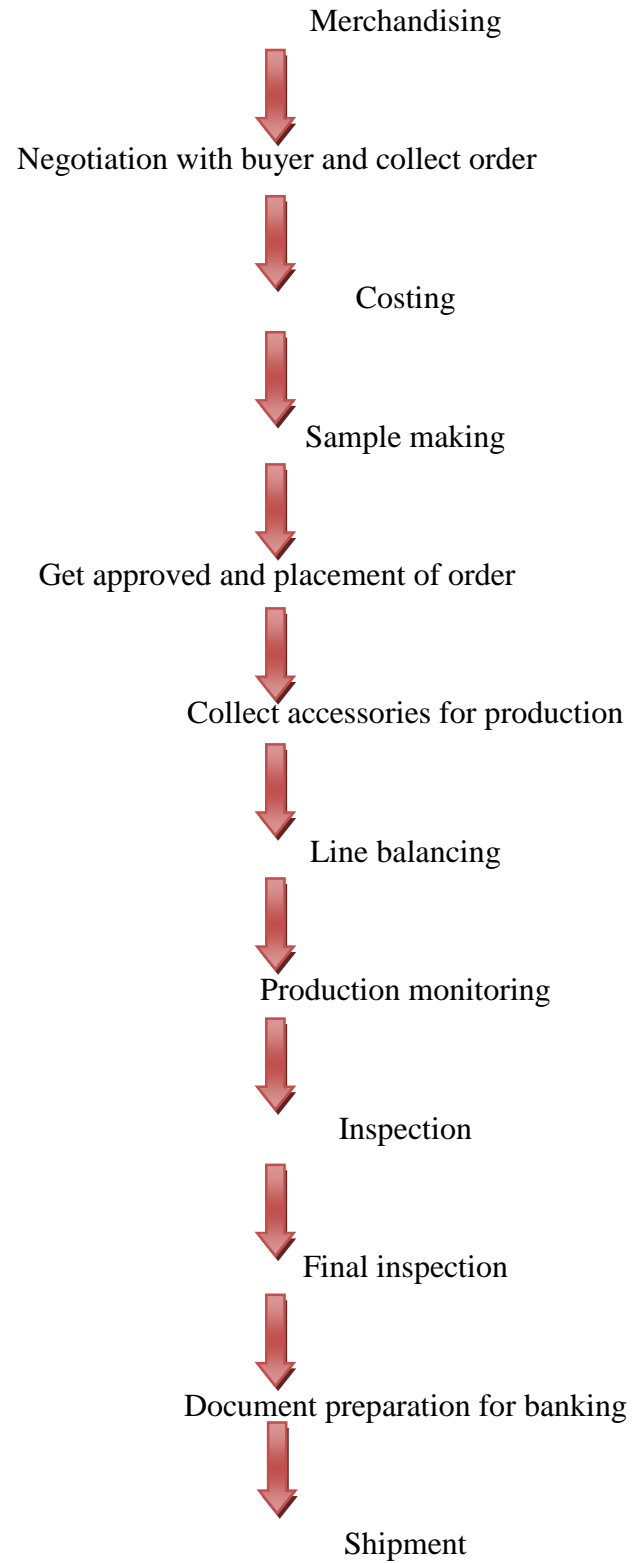 Merchandising
Negotiation with buyer and collect order
Costing
Sample making
Get approved and placement of order
Collect accessories for production
Line balancing
Production monitoring
Inspection
Final inspection
Document preparation for banking
Shipment